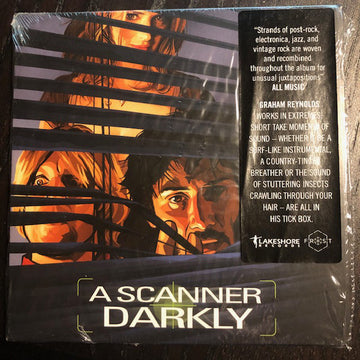 "Strands of post-rock,
electronica, jazz, and
vintage rock are woven
and recombined
throughout the album for
unusual juxtapositions"
ALL MUSIC
GRAHAM REYNOLDS
WORKS IN EXTREMES,
SHORT TAKE MOMENTS OF
SOUND – WHETHER IT BE A
SURF-LIKE INSTRUMENTAL,
A COUNTRY-TINGED
BREATHER OR THE SOUND
OF STUTTERING INSECTS
CRAWLING THROUGH YOUR
HAIR – ARE ALL IN
HIS TICK BOX.
LAKESHORE
RECORDS
FROST
A SCANNER
DARKLY